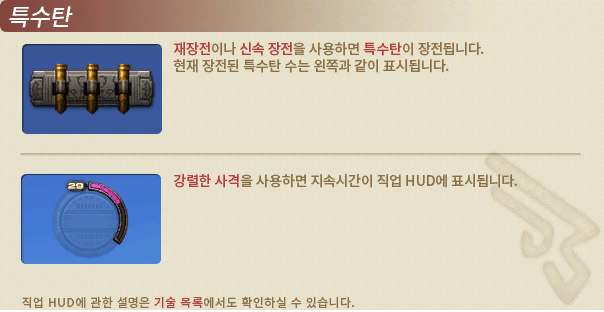 특수탄
재장전이나 신속 장전을 사용하면 특수탄이 장전됩니다.
현재 장전된 특수탄 수는 왼쪽과 같이 표시됩니다.
29
강렬한 사격을 사용하면 지속시간이 직업 HUD에 표시됩니다.
직업 HUD에 관한 설명은 기술 목록에서도 확인하실 수 있습니다.